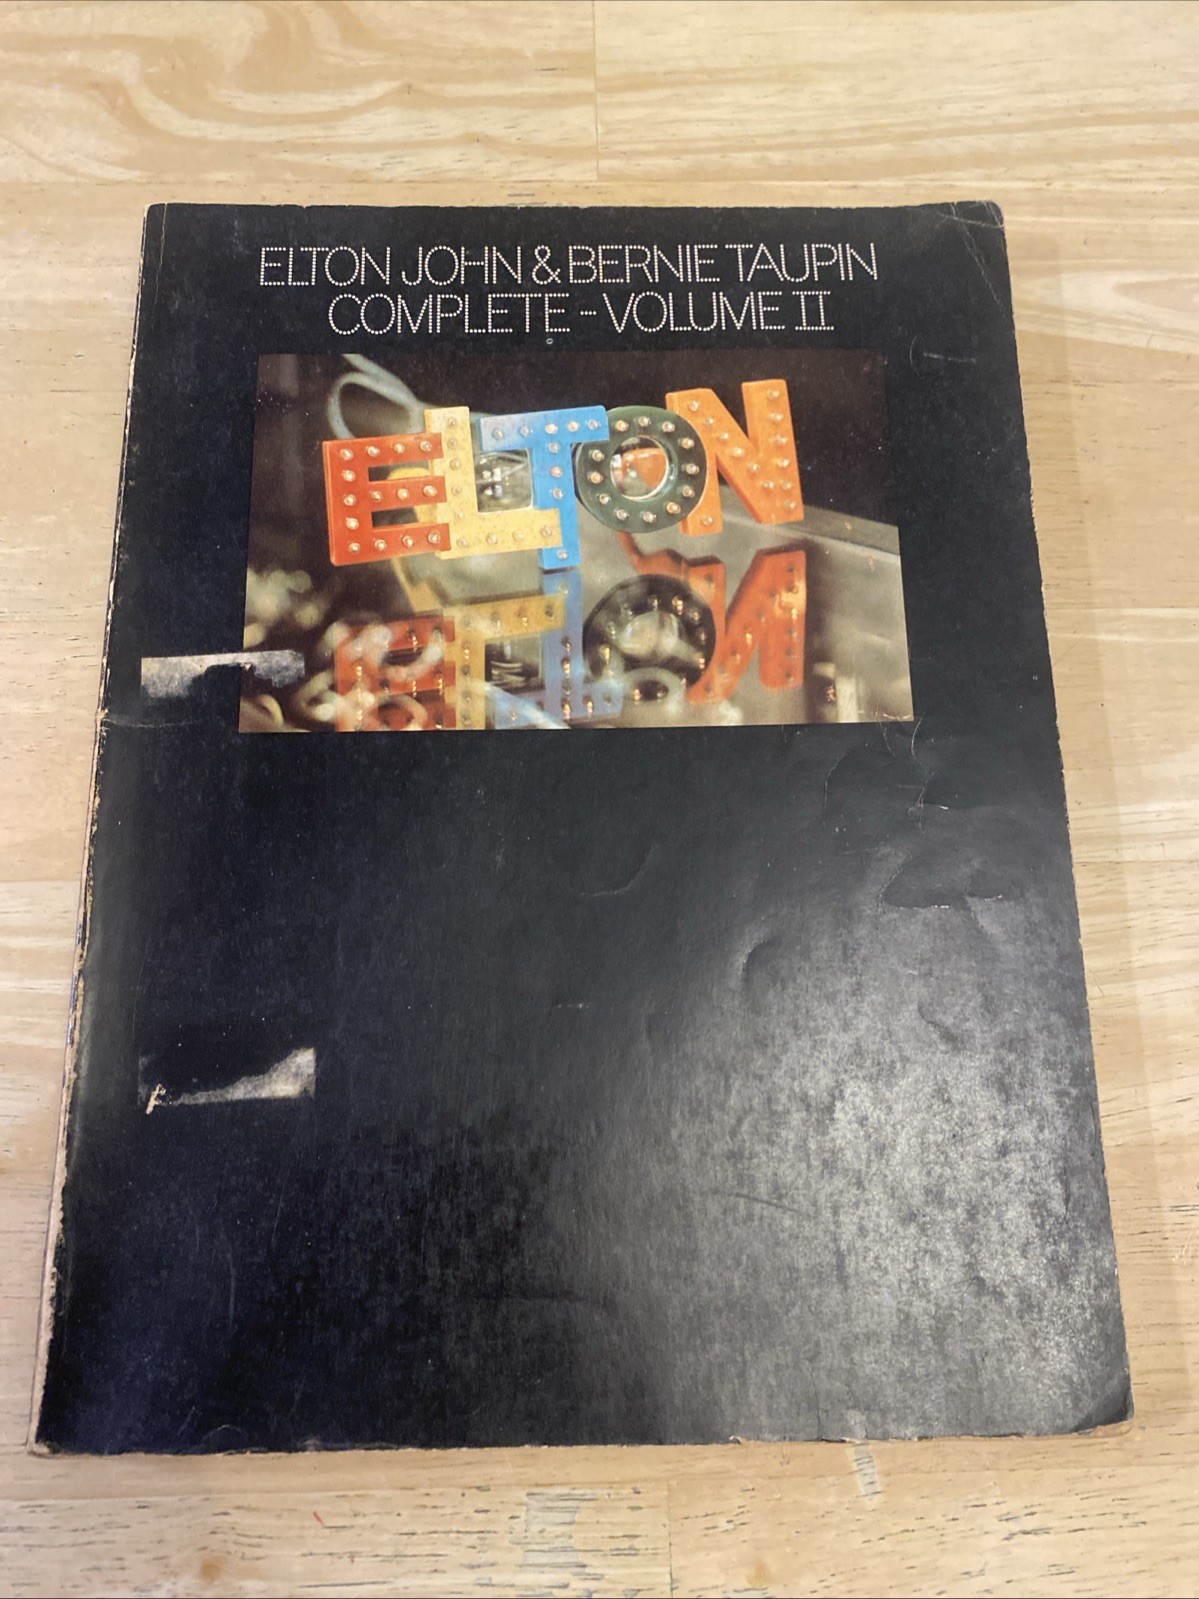 ELTON JOHN & BERNIE TAUPIN
COMPLETE - VOLUME II
ELTON